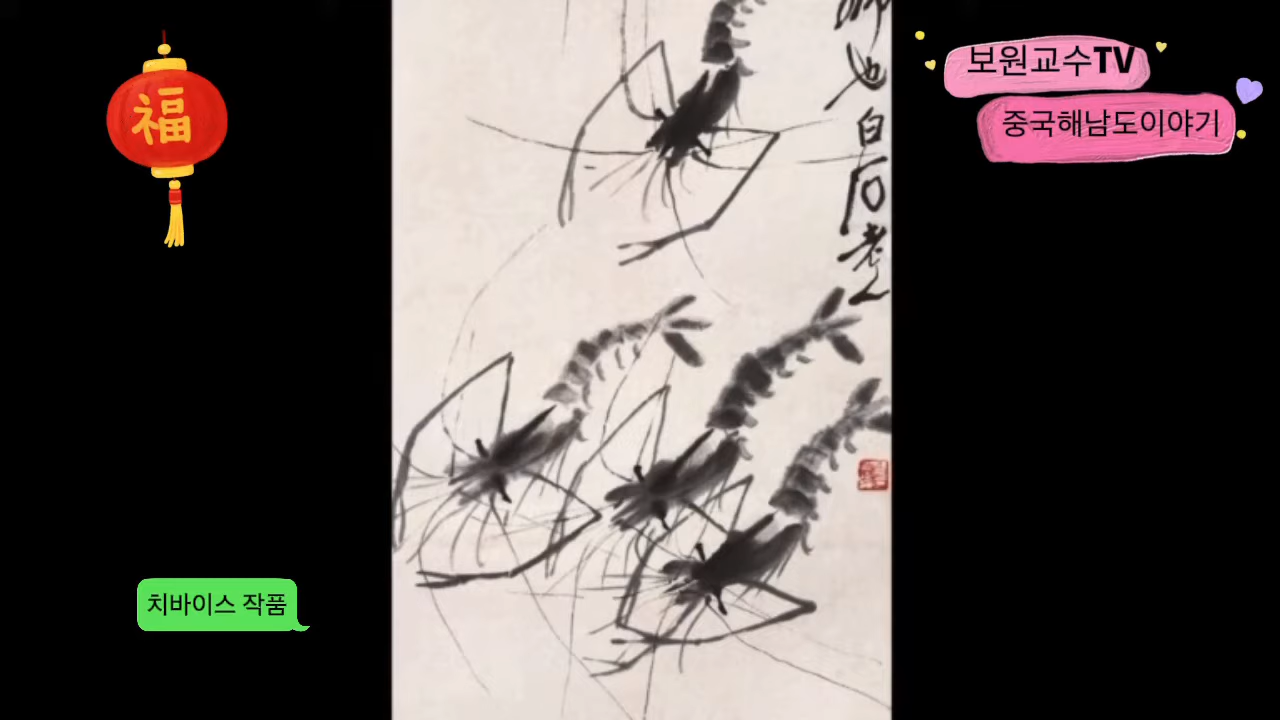 福
보원교수TV
중국해남도이야기
也白石老人
치바이스 작품